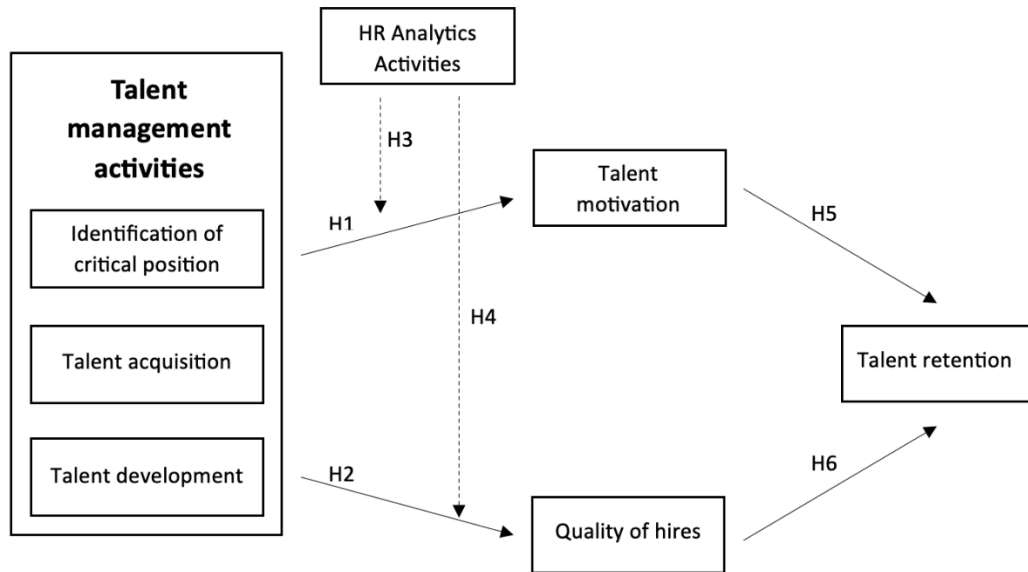 HR Analytics
Activities
Talent
management
activities
H3
Identification of
critical position
H1
Talent
motivation
H5
H4
Talent acquisition
Talent retention
Talent development
H2
Quality of hires
H6